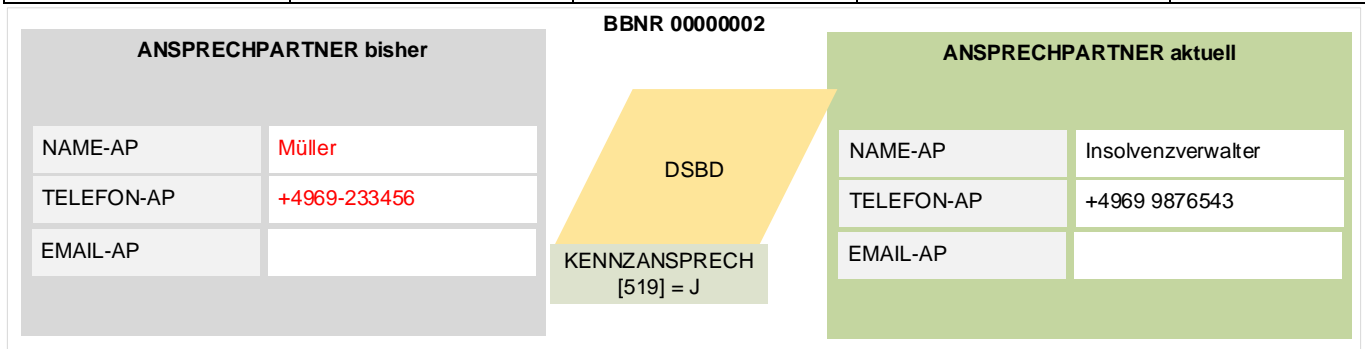 BBNR 00000002
ANSPRECHPARTNER bisher
NAME-AP Müller
TELEFON-AP +4969-233456
EMAIL-AP
DSBD
KENNZANSPRECH
[519] = J
ANSPRECHPARTNER aktuell
NAME-AP Insolvenzverwalter
TELEFON-AP +4969 9876543
EMAIL-AP